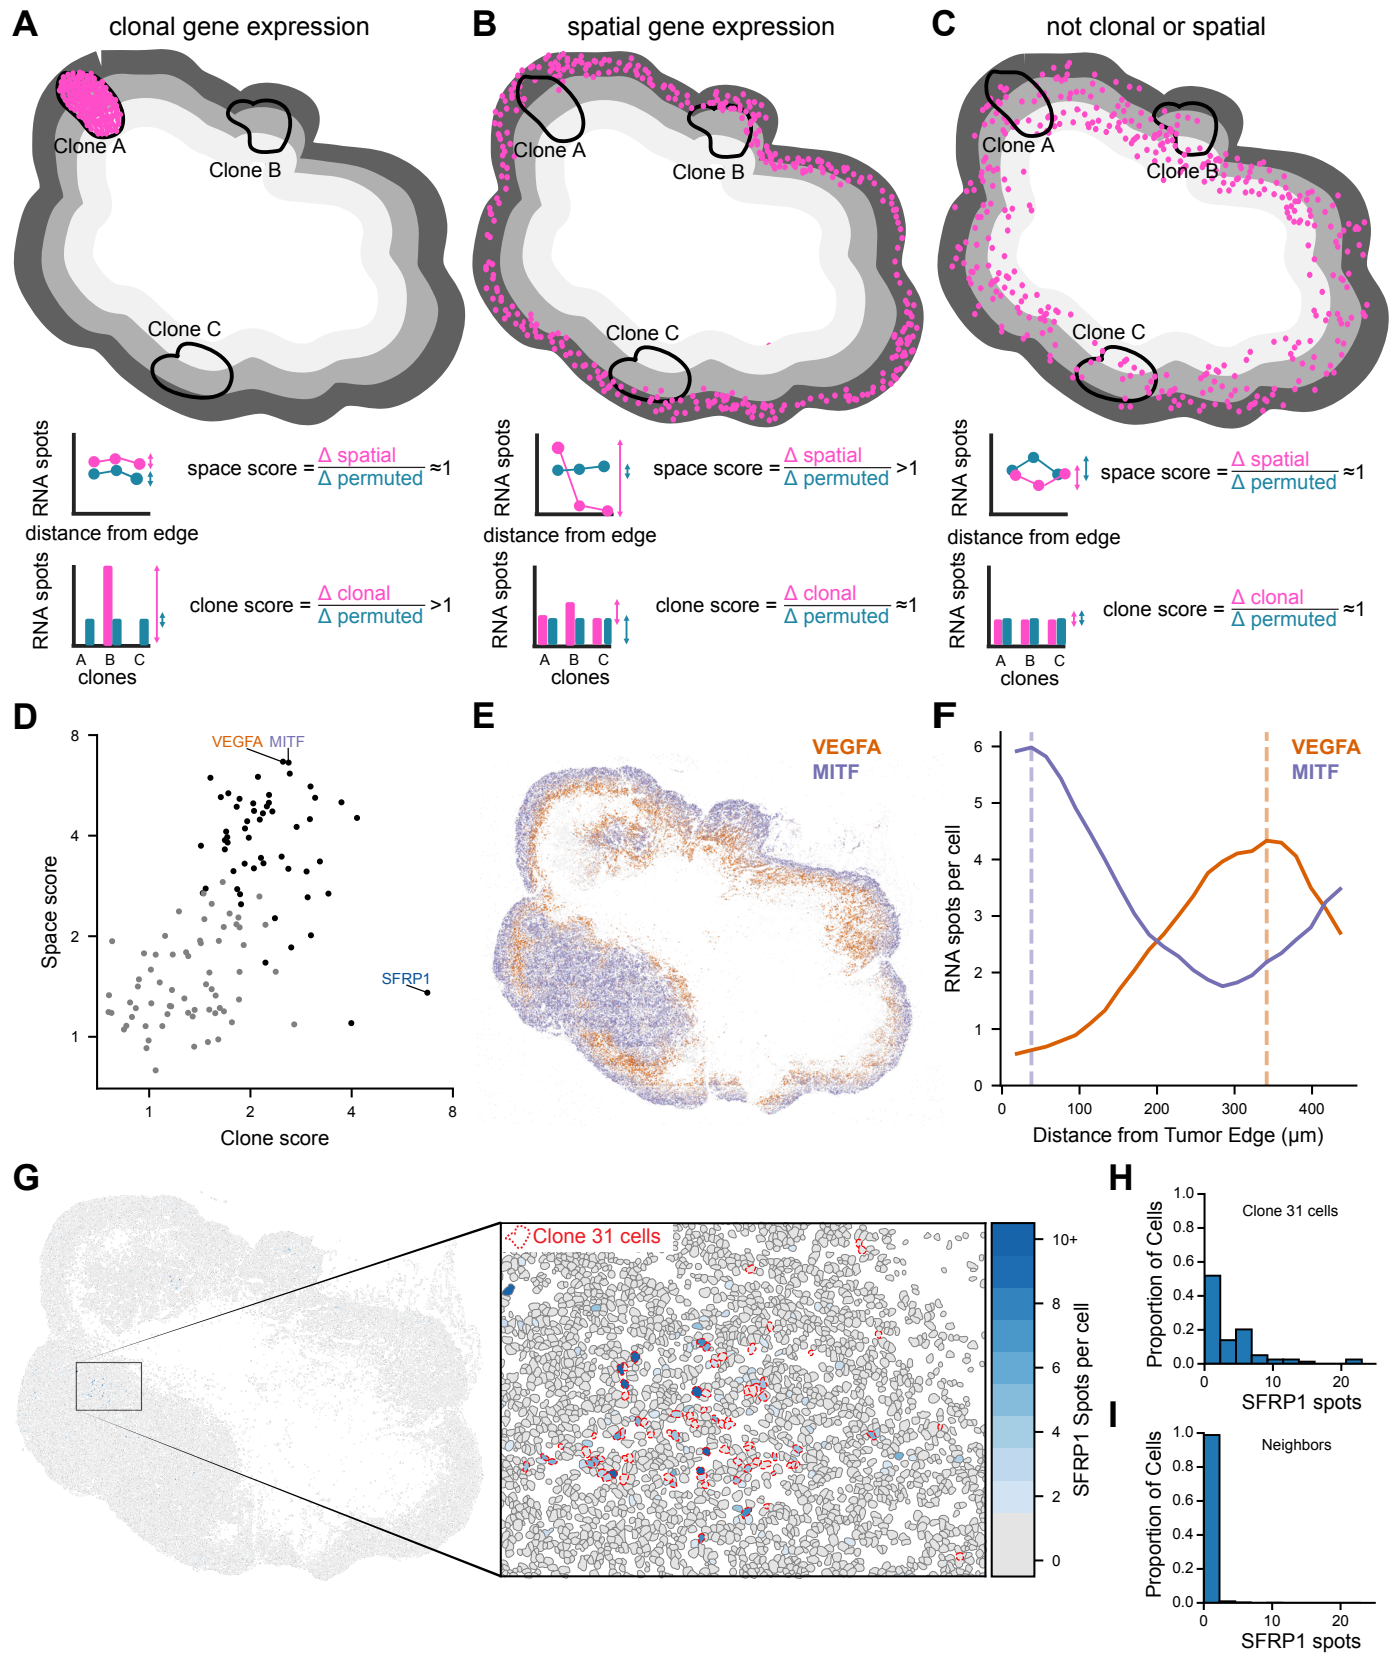 A
clonal gene expression
Clone A
Clone B
Clone C
RNA spots
distance from edge
space score = Δ spatial / Δ permuted ≈1
RNA spots
A B C
clones
clone score = Δ clonal / Δ permuted >1
B
spatial gene expression
Clone A
Clone B
Clone C
RNA spots
distance from edge
space score = Δ spatial / Δ permuted >1
RNA spots
A B C
clones
clone score = Δ clonal / Δ permuted ≈1
C
not clonal or spatial
Clone A
Clone B
Clone C
RNA spots
distance from edge
space score = Δ spatial / Δ permuted ≈1
RNA spots
A B C
clones
clone score = Δ clonal / Δ permuted ≈1
D
8
4
2
1
Space score
VEGFA MITF
SFRP1
1 2 4 8
Clone score
E
VEGFA
MITF
F
VEGFA
MITF
6
5
4
3
2
1
0
RNA spots per cell
0 100 200 300 400
Distance from Tumor Edge (µm)
G
Clone 31 cells
10+
8
6
4
2
0
SFRP1 Spots per cell
H
Clone 31 cells
1.0
0.8
0.6
0.4
0.2
0.0
Proportion of Cells
0 10 20
SFRP1 spots
I
Neighbors
1.0
0.8
0.6
0.4
0.2
0.0
Proportion of Cells
0 10 20
SFRP1 spots